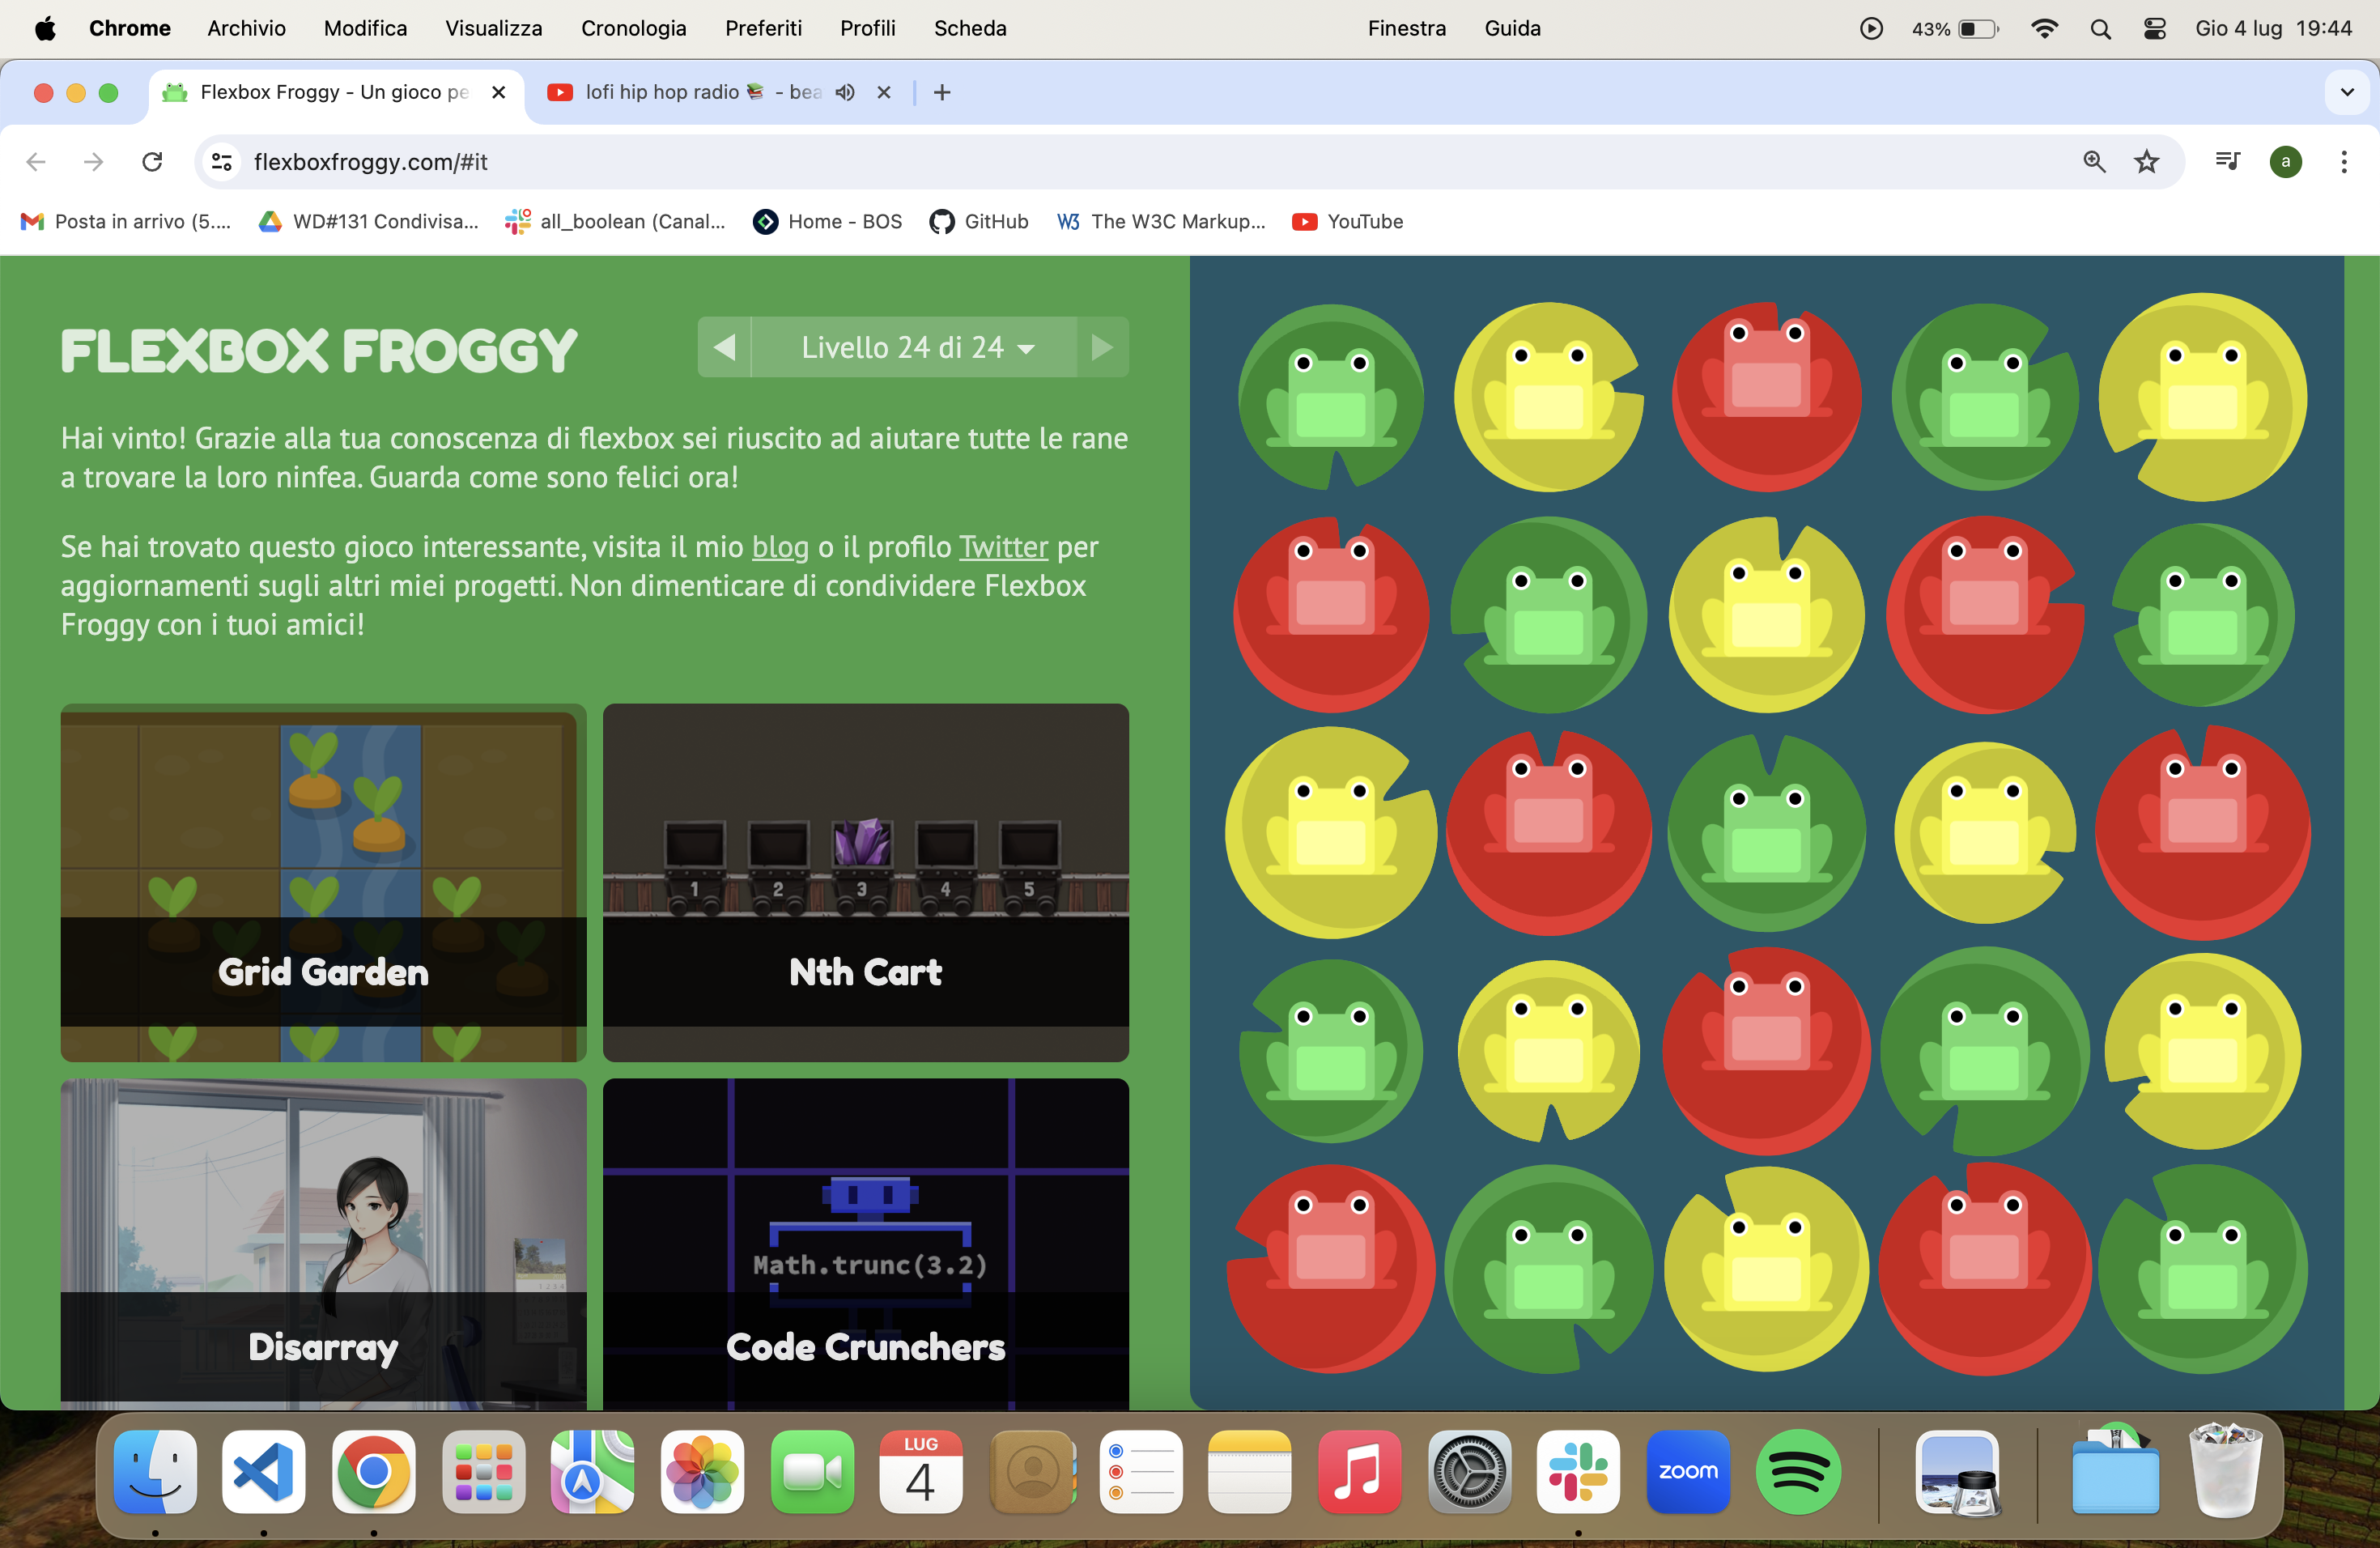 Chrome Archivio Modifica Visualizza Cronologia Preferiti Profili Scheda Finestra Guida 43% Gio 4 lug 19:44
Flexbox Froggy - Un gioco pe lofi hip hop radio 📚 - bea
flexboxfroggy.com/#it a
Posta in arrivo (5.... WD#131 Condivisa... all_boolean (Canal... Home - BOS GitHub W3 The W3C Markup... YouTube
FLEXBOX FROGGY Livello 24 di 24
Hai vinto! Grazie alla tua conoscenza di flexbox sei riuscito ad aiutare tutte le rane
a trovare la loro ninfea. Guarda come sono felici ora!
Se hai trovato questo gioco interessante, visita il mio blog o il profilo Twitter per
aggiornamenti sugli altri miei progetti. Non dimenticare di condividere Flexbox
Froggy con i tuoi amici!
1 2 3 4 5
Grid Garden Nth Cart
Math.trunc(3.2)
Disarray Code Crunchers
LUG
4
zoom